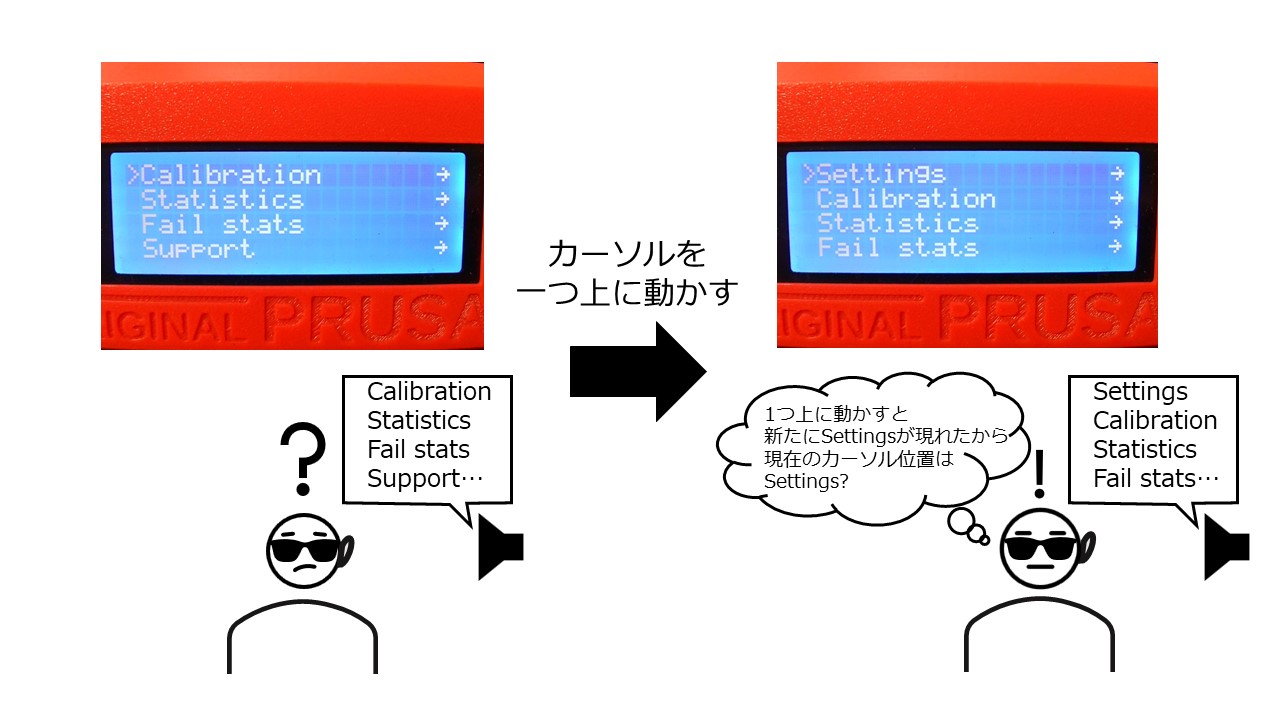 >Calibration →
Statistics →
Fail stats →
Support →
IGINAL PRUSA
カーソルを
一つ上に動かす
>Settings →
Calibration →
Statistics →
Fail stats →
IGINAL PRUSA
Calibration
Statistics
Fail stats
Support…
?
1つ上に動かすと
新たにSettingsが現れたから
現在のカーソル位置は
Settings?
!
Settings
Calibration
Statistics
Fail stats…